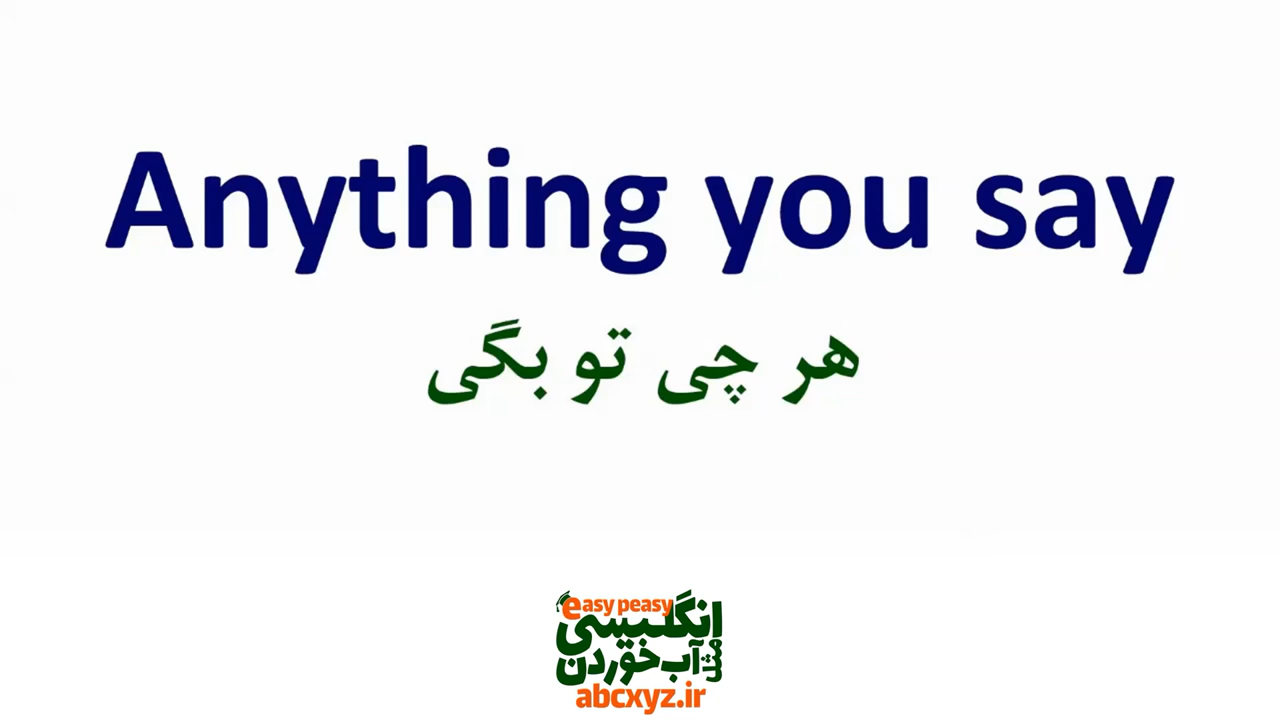 Anything you say
هر چی تو بگی
easy peasy
انگلیسی
مثل آب خوردن
abcxyz.ir